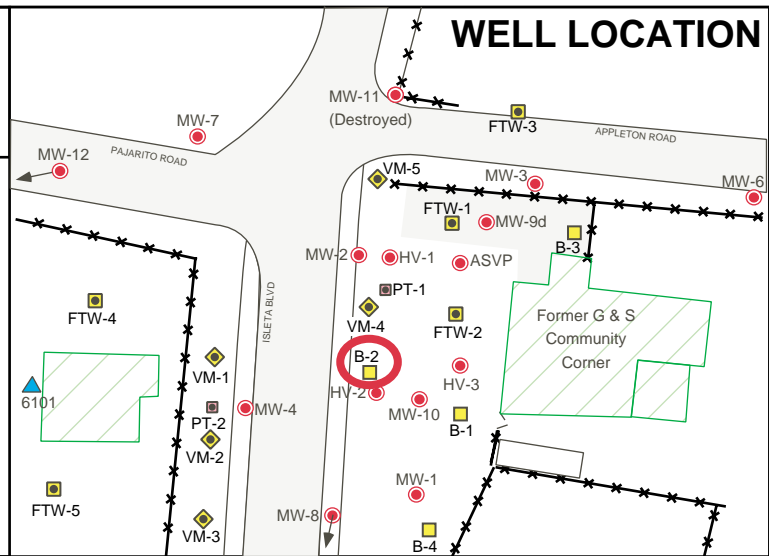 WELL LOCATION
MW-11
(Destroyed)
MW-7
FTW-3
APPLETON ROAD
PAJARITO ROAD
MW-12
VM-5
MW-3
MW-6
FTW-1
MW-9d
B-3
MW-2
HV-1
ASVP
PT-1
ISLETA BLVD
FTW-4
VM-4
FTW-2
Former G & S
Community
Corner
B-2
VM-1
HV-3
6101
HV-2
MW-10
PT-2
MW-4
B-1
VM-2
MW-1
FTW-5
VM-3
MW-8
B-4